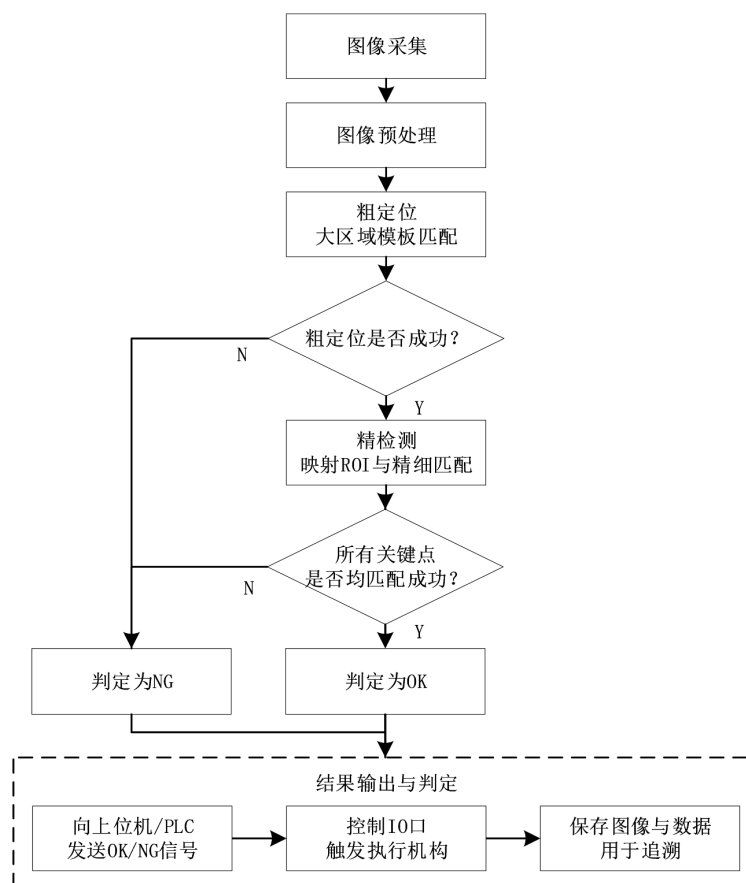 图像采集
图像预处理
粗定位
大区域模板匹配
粗定位是否成功?
N
Y
精检测
映射ROI与精细匹配
所有关键点
是否均匹配成功?
N
Y
判定为NG
判定为OK
结果输出与判定
向上位机/PLC
发送OK/NG信号
控制IO口
触发执行机构
保存图像与数据
用于追溯